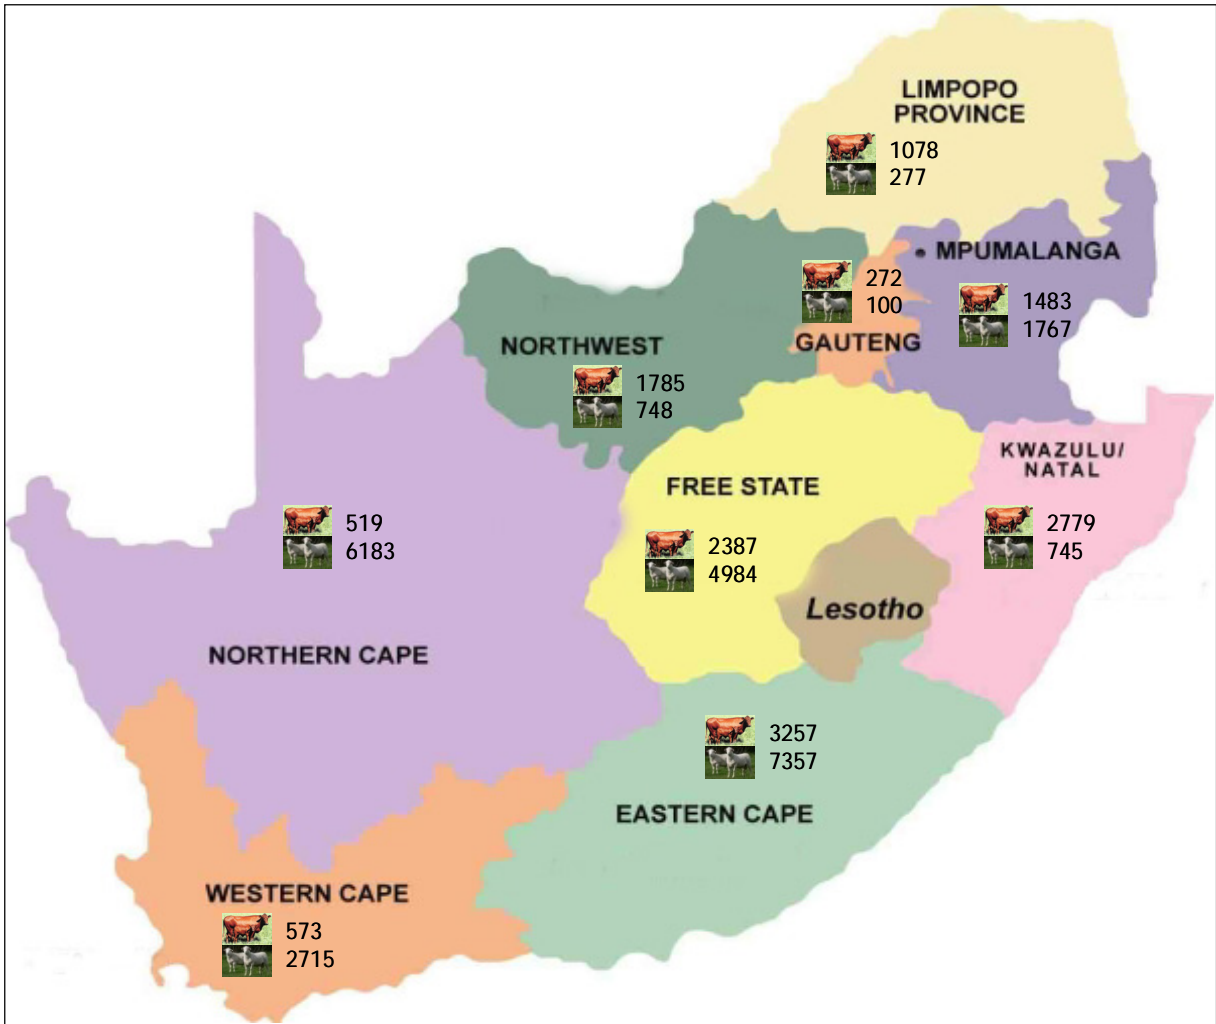 LIMPOPO
PROVINCE
1078
277
MPUMALANGA
272
100
1483
1767
GAUTENG
NORTHWEST
1785
748
KWAZULU/
NATAL
FREE STATE
519
6183
2387
4984
2779
745
Lesotho
NORTHERN CAPE
3257
7357
EASTERN CAPE
WESTERN CAPE
573
2715